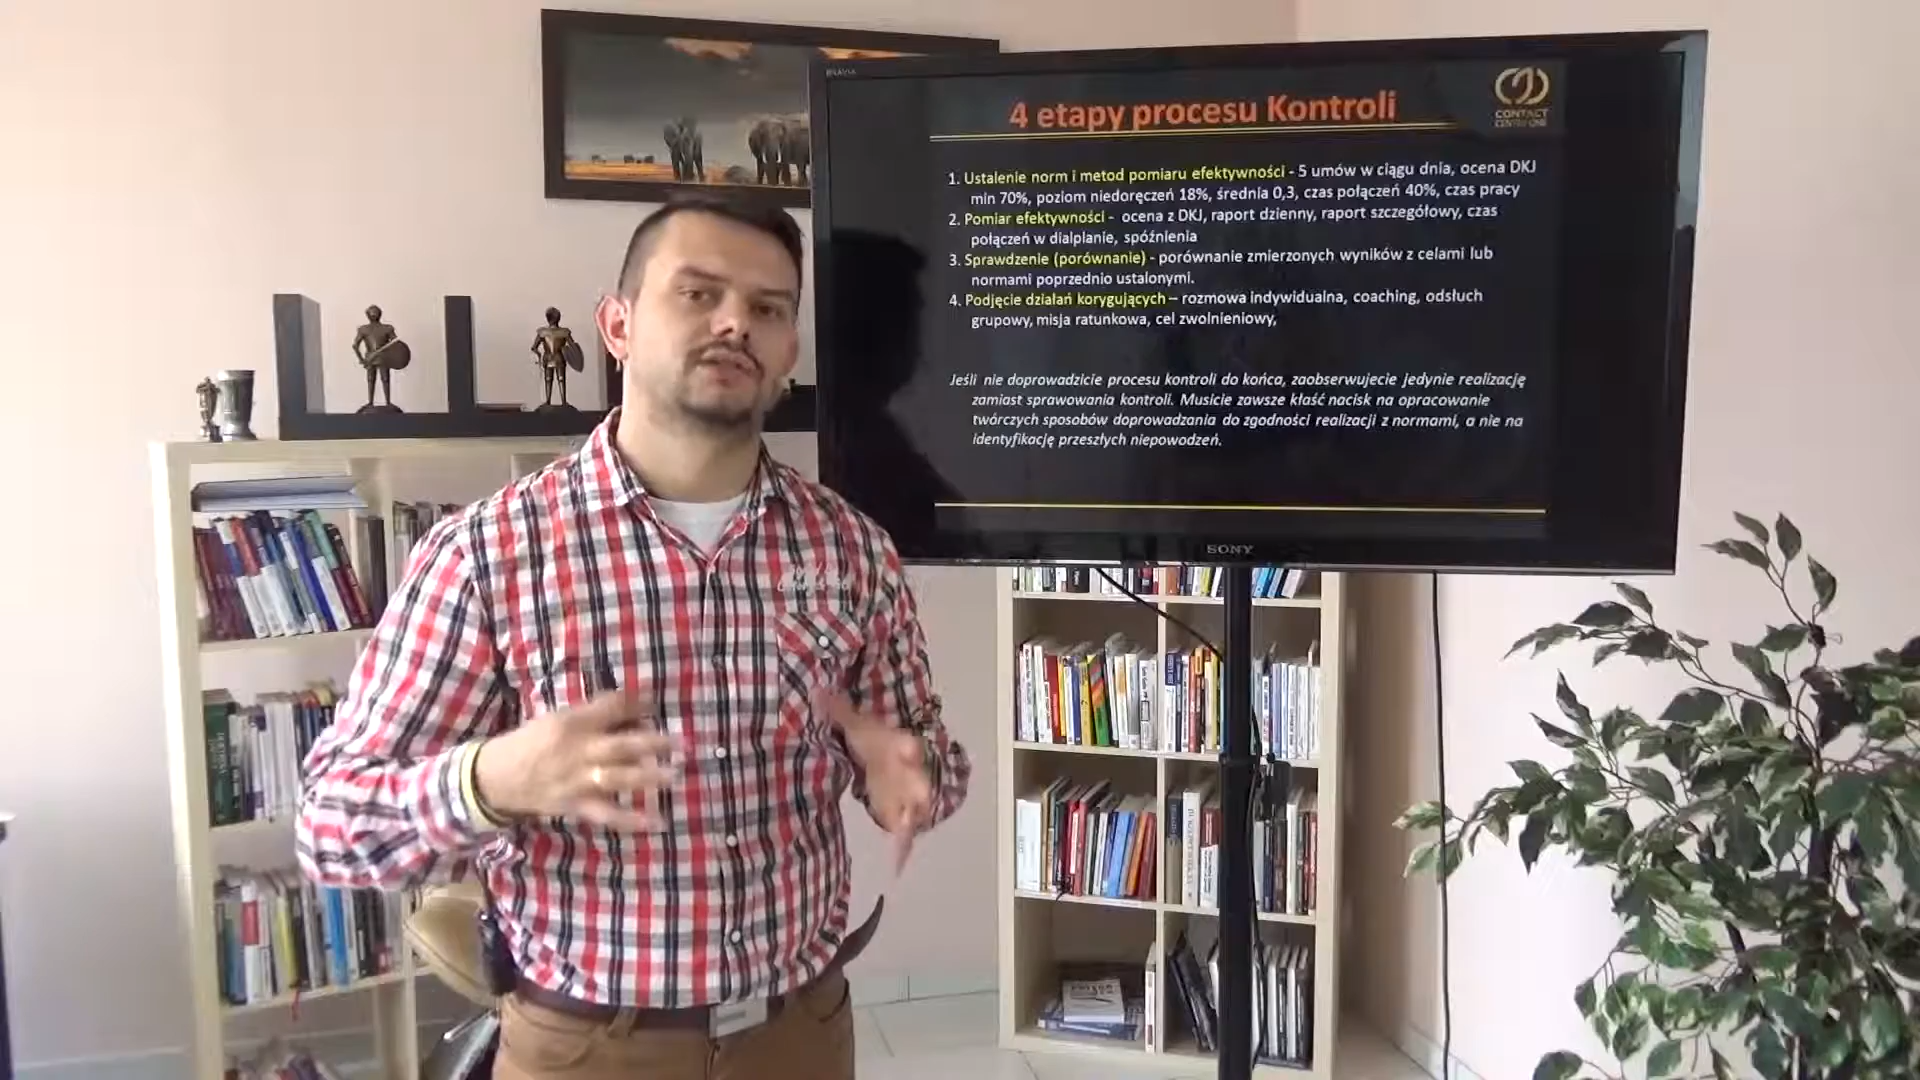 BRAVIA
4 etapy procesu Kontroli
CONTACT
1. Ustalenie norm i metod pomiaru efektywności - 5 umów w ciągu dnia, ocena DKJ
min 70%, poziom niedoręczeń 18%, średnia 0,3, czas połączeń 40%, czas pracy
2. Pomiar efektywności - ocena z DKJ, raport dzienny, raport szczegółowy, czas
połączeń w dialplanie, spóźnienia
3. Sprawdzenie (porównanie) - porównanie zmierzonych wyników z celami lub
normami poprzednio ustalonymi.
4. Podjęcie działań korygujących – rozmowa indywidualna, coaching, odsłuch
grupowy, misja ratunkowa, cel zwolnieniowy,
Jeśli nie doprowadzicie procesu kontroli do końca, zaobserwujecie jedynie realizację
zamiast sprawowania kontroli. Musicie zawsze kłaść nacisk na opracowanie
twórczych sposobów doprowadzania do zgodności realizacji z normami, a nie na
identyfikację przeszłych niepowodzeń.
SONY